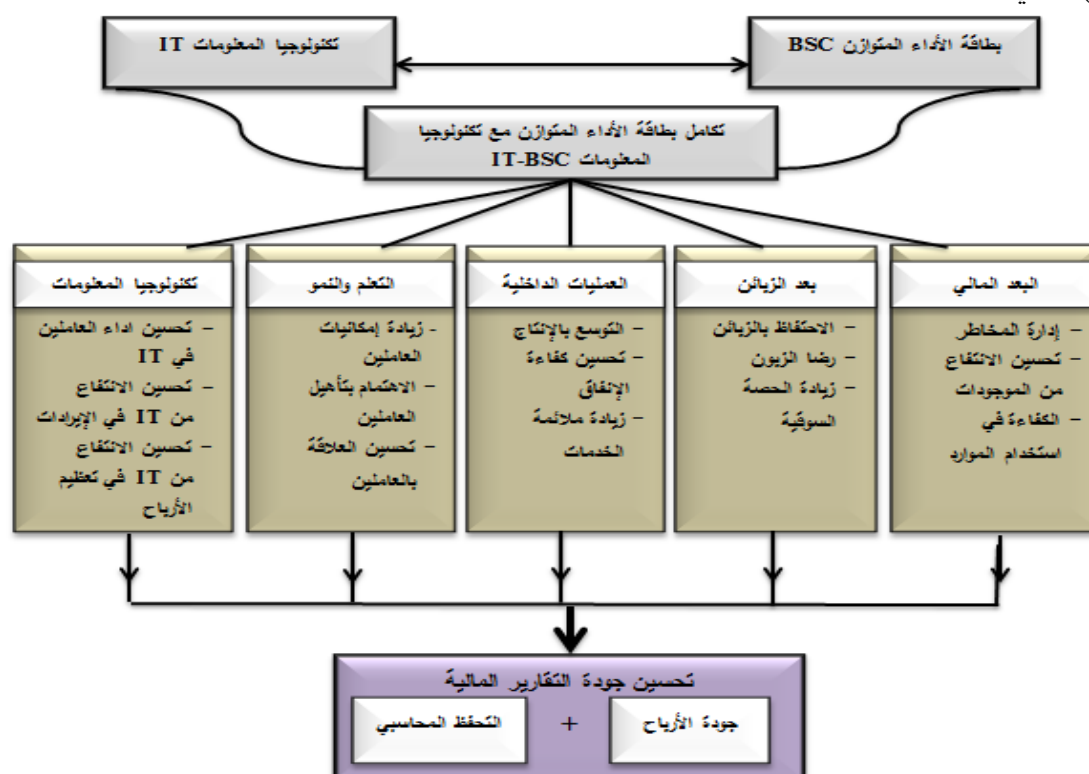 بطاقة الأداء المتوازن BSC
تكنولوجيا المعلومات IT
تكامل بطاقة الأداء المتوازن مع تكنولوجيا
المعلومات IT-BSC
البعد المالي
– إدارة المخاطر
– تحسين الانتفاع
من الموجودات
– الكفاءة في
استخدام الموارد
بعد الزبائن
– الاحتفاظ بالزبائن
– رضا الزبون
– زيادة الحصة
السوقية
العمليات الداخلية
– التوسع بالإنتاج
– تحسين كفاءة
الإنفاق
– زيادة ملائمة
الخدمات
التعلم والنمو
- زيادة إمكانيات
العاملين
– الاهتمام بتأهيل
العاملين
– تحسين العلاقة
بالعاملين
تكنولوجيا المعلومات
– تحسين اداء العاملين
في IT
– تحسين الانتفاع
من IT في الإيرادات
– تحسين الانتفاع
من IT في تعظيم
الأرباح
تحسين جودة التقارير المالية
جودة الأرباح + التحفظ المحاسبي